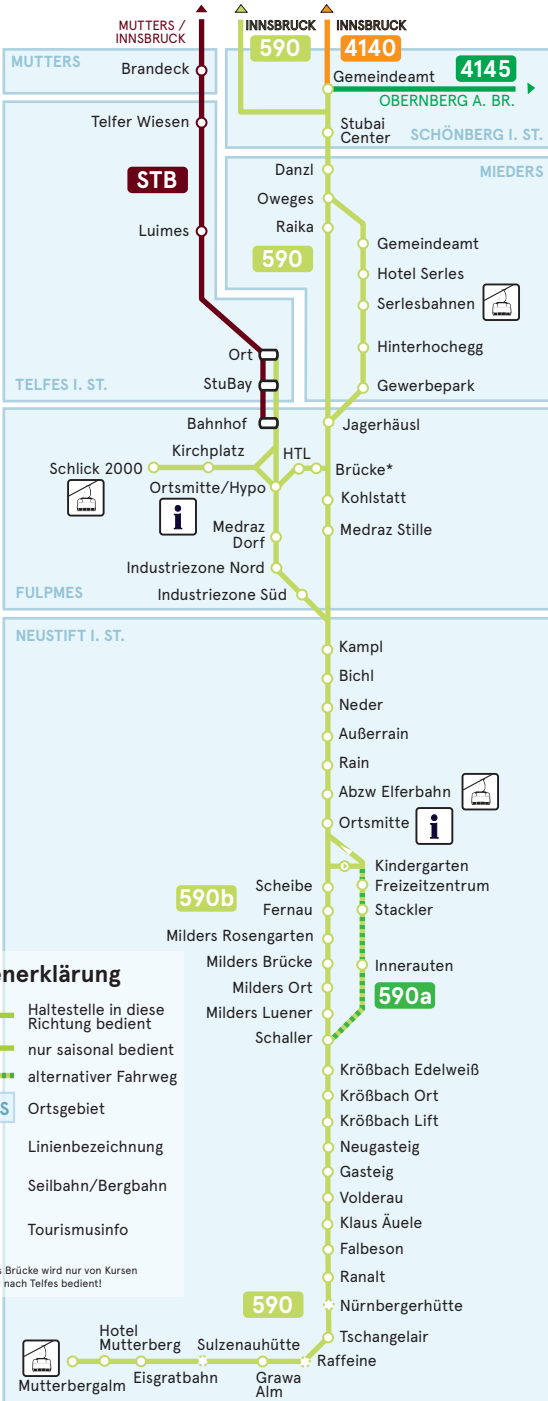 MUTTERS /
INNSBRUCK
INNSBRUCK
590
INNSBRUCK
4140
MUTTERS
Brandeck
Gemeindeamt
4145
OBERNBERG A. BR.
Telfer Wiesen
Stubai
Center
SCHÖNBERG I. ST.
STB
Danzl
MIEDERS
Oweges
Luimes
Raika
590
Gemeindeamt
Hotel Serles
Serlesbahnen
Hinterhochegg
Ort
StuBay
TELFES I. ST.
Gewerbepark
Bahnhof
Jagerhäusl
Kirchplatz
HTL
Schlick 2000
Brücke*
Ortsmitte/Hypo
i
Kohlstatt
Medraz
Dorf
Medraz Stille
Industriezone Nord
FULPMES
Industriezone Süd
NEUSTIFT I. ST.
Kampl
Bichl
Neder
Außerrain
Rain
Abzw Elferbahn
Ortsmitte
i
Kindergarten
590b
Scheibe
Freizeitzentrum
Fernau
Stackler
Milders Rosengarten
Milders Brücke
Innerauten
Milders Ort
590a
Milders Luener
Schaller
enerklärung
Haltestelle in diese
Richtung bedient
nur saisonal bedient
alternativer Fahrweg
S
Ortsgebiet
Linienbezeichnung
Seilbahn/Bergbahn
Tourismusinfo
s Brücke wird nur von Kursen
nach Telfes bedient!
Krößbach Edelweiß
Krößbach Ort
Krößbach Lift
Neugasteig
Gasteig
Volderau
Klaus Äuele
Falbeson
Ranalt
590
Nürnbergerhütte
Tschangelair
Hotel
Mutterberg
Sulzenauhütte
Raffeine
Mutterbergalm
Eisgratbahn
Grawa
Alm